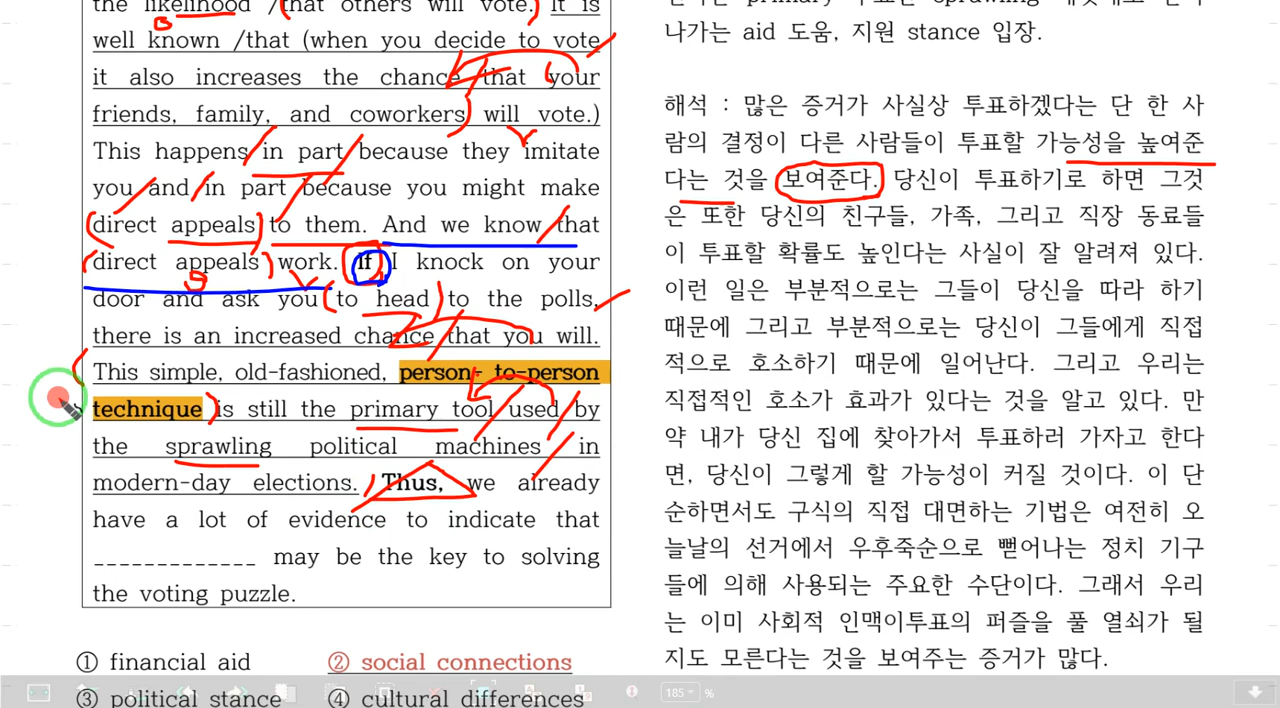 the likelihood /(that others will vote.) It is
well known /that (when you decide to vote
it also increases the chance that your
friends, family, and coworkers will vote.)
This happens in part because they imitate
you and in part because you might make
(direct appeals) to them. And we know that
(direct appeals) work. If I knock on your
door and ask you (to head) to the polls,
there is an increased chance that you will.
This simple, old-fashioned, person- to-person
technique) is still the primary tool used by
the sprawling political machines in
modern-day elections. Thus, we already
have a lot of evidence to indicate that
_____________ may be the key to solving
the voting puzzle.
① financial aid ② social connections
③ political stance ④ cultural differences
나가는 aid 도움, 지원 stance 입장.
해석 : 많은 증거가 사실상 투표하겠다는 단 한 사
람의 결정이 다른 사람들이 투표할 가능성을 높여준
다는 것을 보여준다. 당신이 투표하기로 하면 그것
은 또한 당신의 친구들, 가족, 그리고 직장 동료들
이 투표할 확률도 높인다는 사실이 잘 알려져 있다.
이런 일은 부분적으로는 그들이 당신을 따라 하기
때문에 그리고 부분적으로는 당신이 그들에게 직접
적으로 호소하기 때문에 일어난다. 그리고 우리는
직접적인 호소가 효과가 있다는 것을 알고 있다. 만
약 내가 당신 집에 찾아가서 투표하러 가자고 한다
면, 당신이 그렇게 할 가능성이 커질 것이다. 이 단
순하면서도 구식의 직접 대면하는 기법은 여전히 오
늘날의 선거에서 우후죽순으로 뻗어나는 정치 기구
들에 의해 사용되는 주요한 수단이다. 그래서 우리
는 이미 사회적 인맥이투표의 퍼즐을 풀 열쇠가 될
지도 모른다는 것을 보여주는 증거가 많다.
185 %